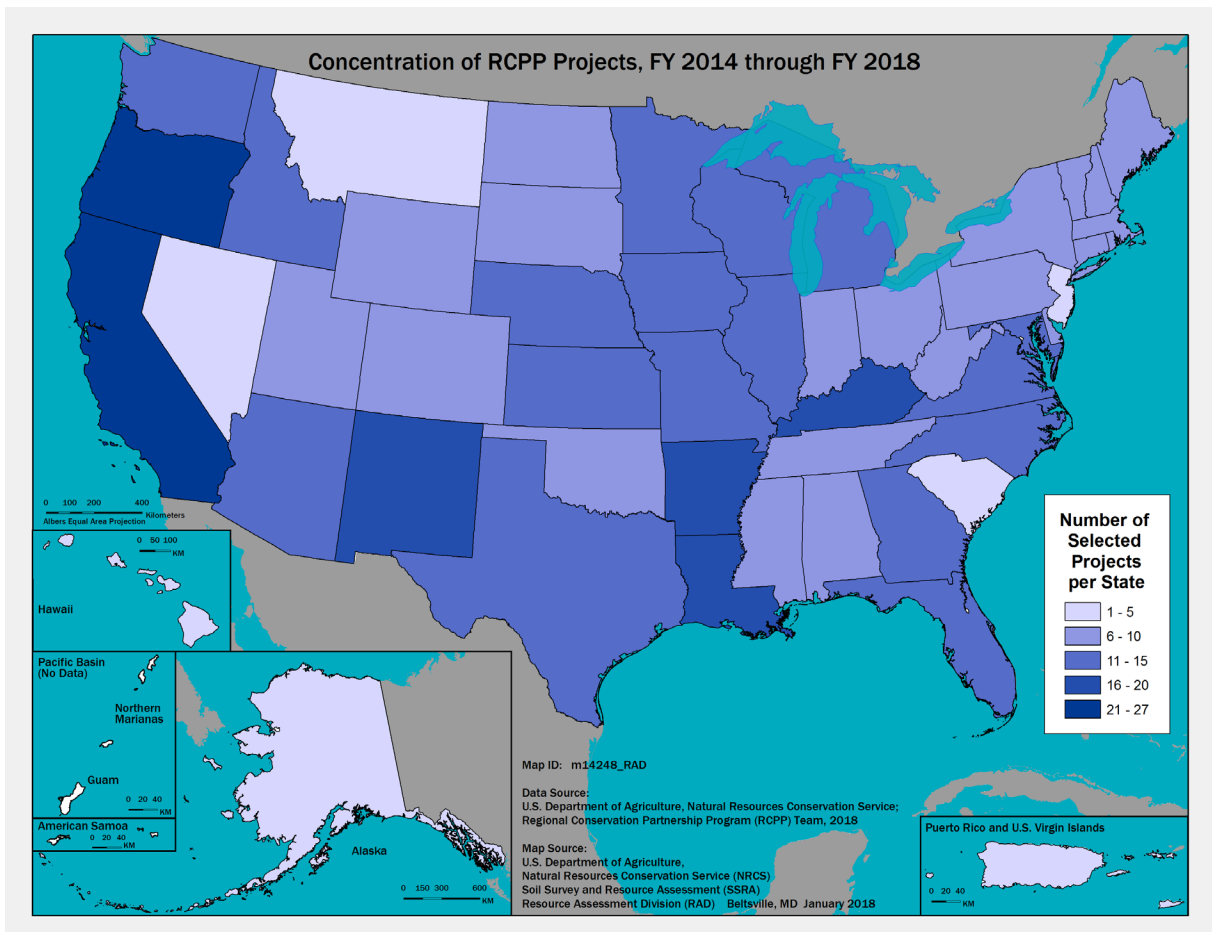 Concentration of RCPP Projects, FY 2014 through FY 2018
0 100 200 400
Kilometers
Albers Equal Area Projection
0 50 100
KM
Hawaii
Pacific Basin
(No Data)
Northern
Marianas
Guam
0 20 40
KM
American Samoa
0 20 40
KM
Alaska
0 150 300 600
KM
Number of
Selected
Projects
per State
1 - 5
6 - 10
11 - 15
16 - 20
21 - 27
Map ID: m14248_RAD
Data Source:
U.S. Department of Agriculture, Natural Resources Conservation Service;
Regional Conservation Partnership Program (RCPP) Team, 2018
Map Source:
U.S. Department of Agriculture,
Natural Resources Conservation Service (NRCS)
Soil Survey and Resource Assessment (SSRA)
Resource Assessment Division (RAD) Beltsville, MD January 2018
Puerto Rico and U.S. Virgin Islands
0 20 40
KM